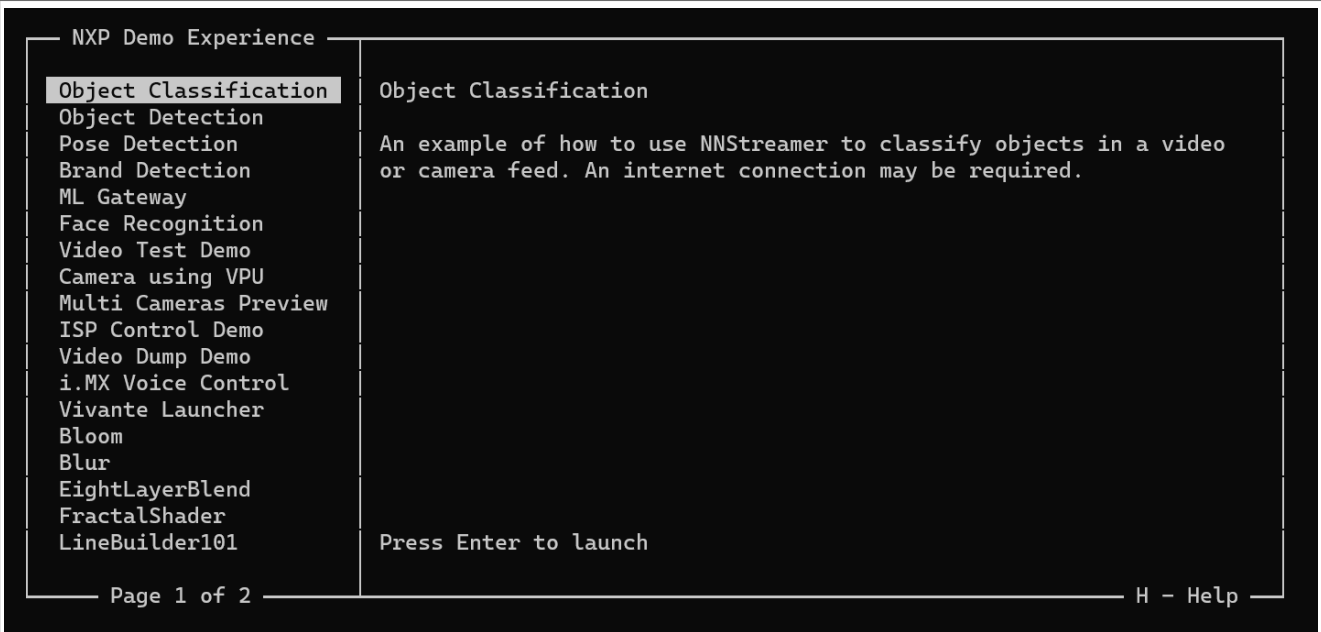 NXP Demo Experience
Object Classification
Object Detection
Pose Detection
Brand Detection
ML Gateway
Face Recognition
Video Test Demo
Camera using VPU
Multi Cameras Preview
ISP Control Demo
Video Dump Demo
i.MX Voice Control
Vivante Launcher
Bloom
Blur
EightLayerBlend
FractalShader
LineBuilder101
Page 1 of 2
Object Classification
An example of how to use NNStreamer to classify objects in a video
or camera feed. An internet connection may be required.
Press Enter to launch
H - Help